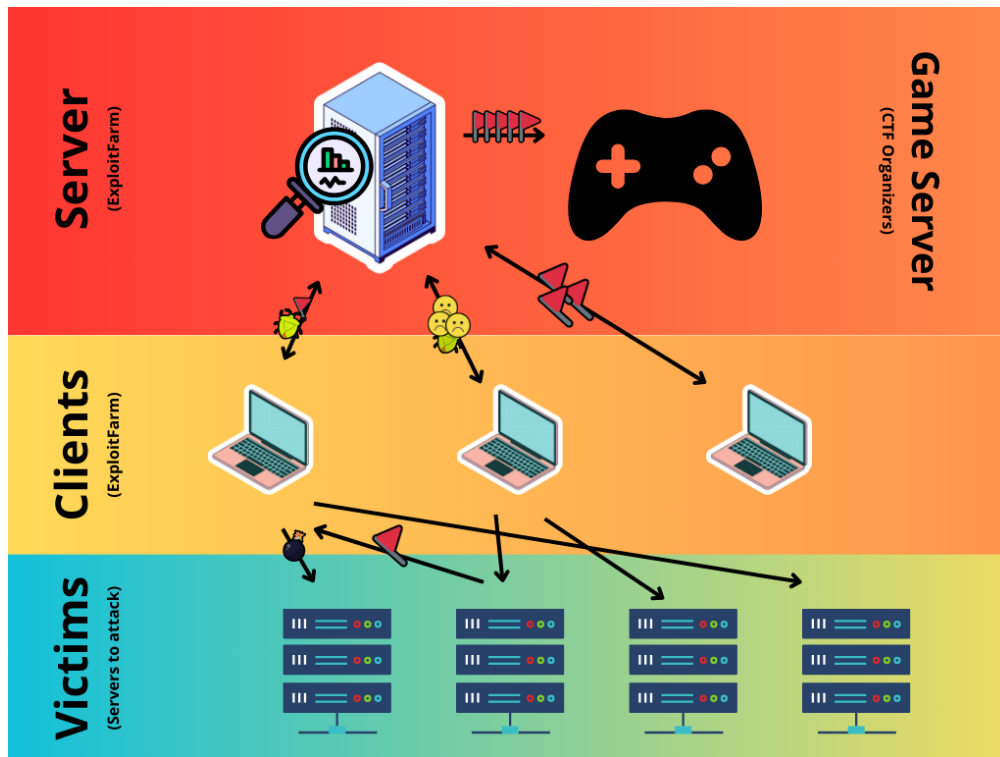 Server
(ExploitFarm)
Game Server
(CTF Organizers)
Clients
(ExploitFarm)
Victims
(Servers to attack)